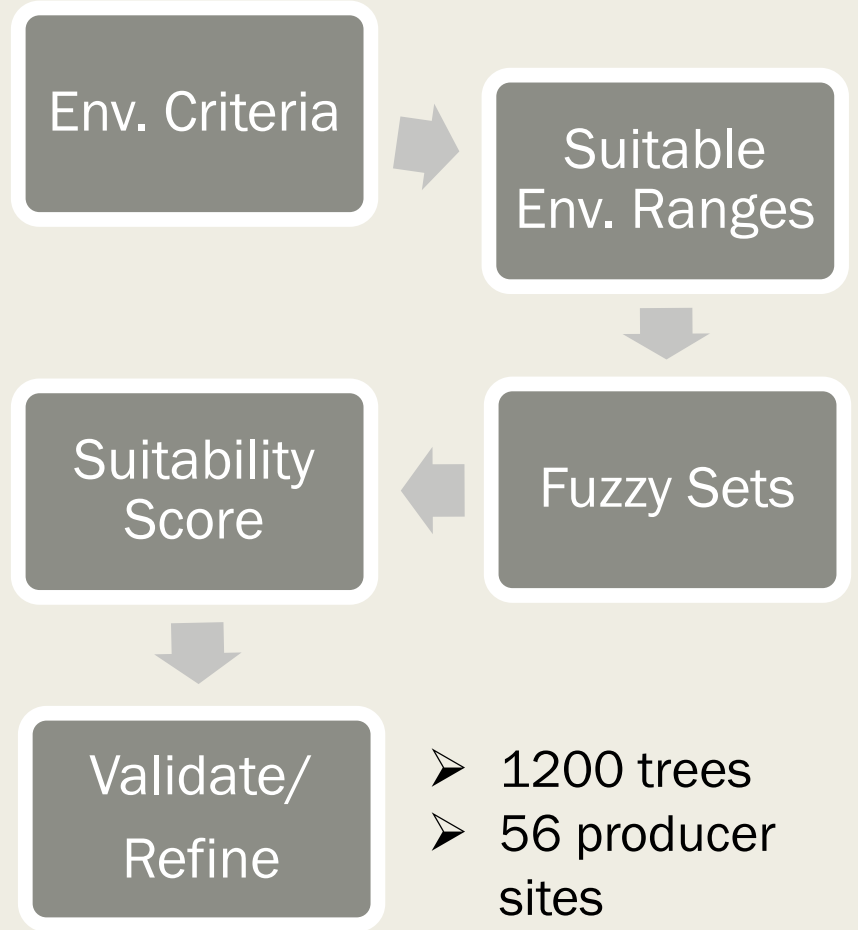 Env. Criteria
Suitable
Env. Ranges
Fuzzy Sets
Suitability
Score
Validate/
Refine
➢ 1200 trees
➢ 56 producer
sites